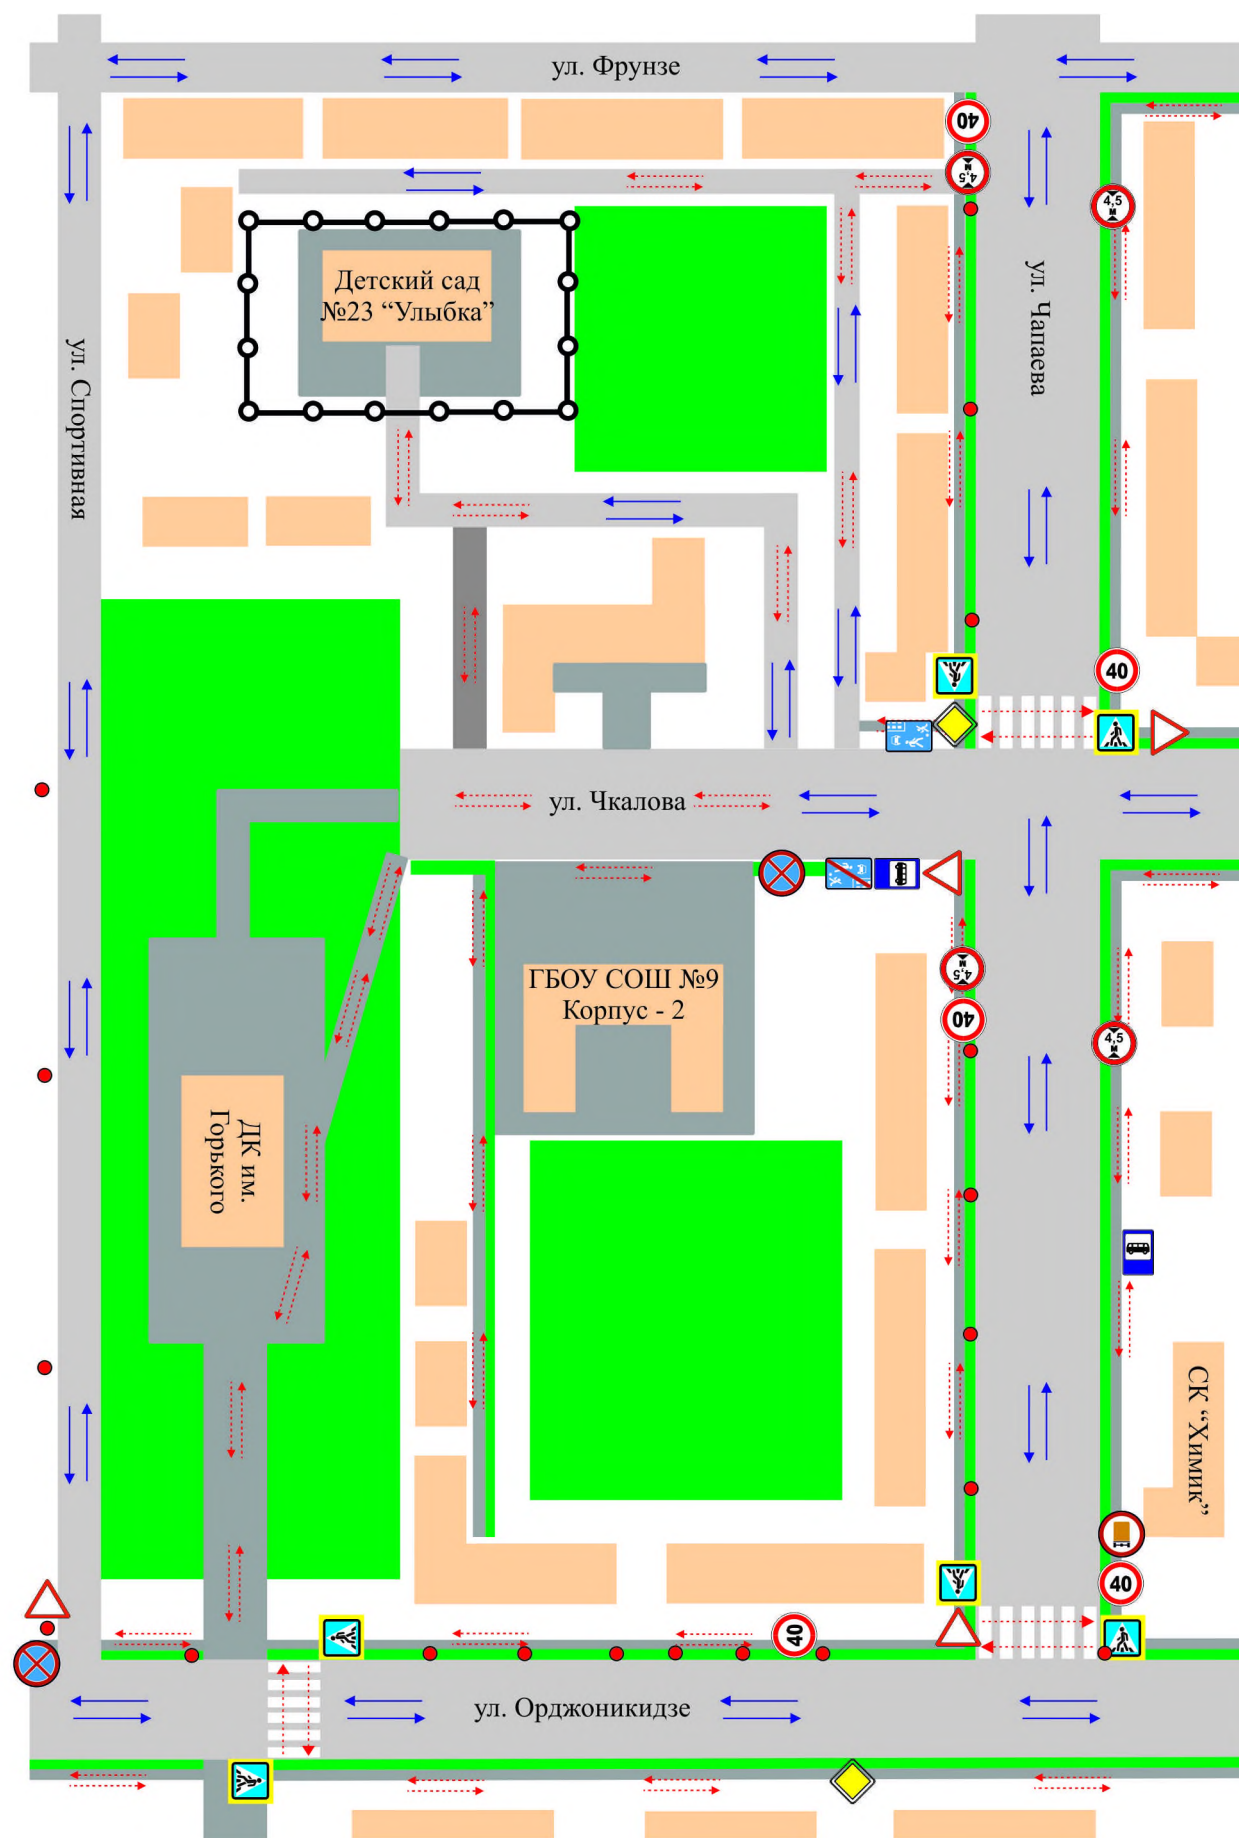 ул. Фрунзе
40
4,5
М
4,5
М
ул. Чапаева
Детский сад
№23 “Улыбка”
ул. Спортивная
40
ул. Чкалова
4,5
М
ГБОУ СОШ №9
Корпус - 2
40
4,5
М
ДК им.
Горького
СК “Химик”
40
40
ул. Орджоникидзе